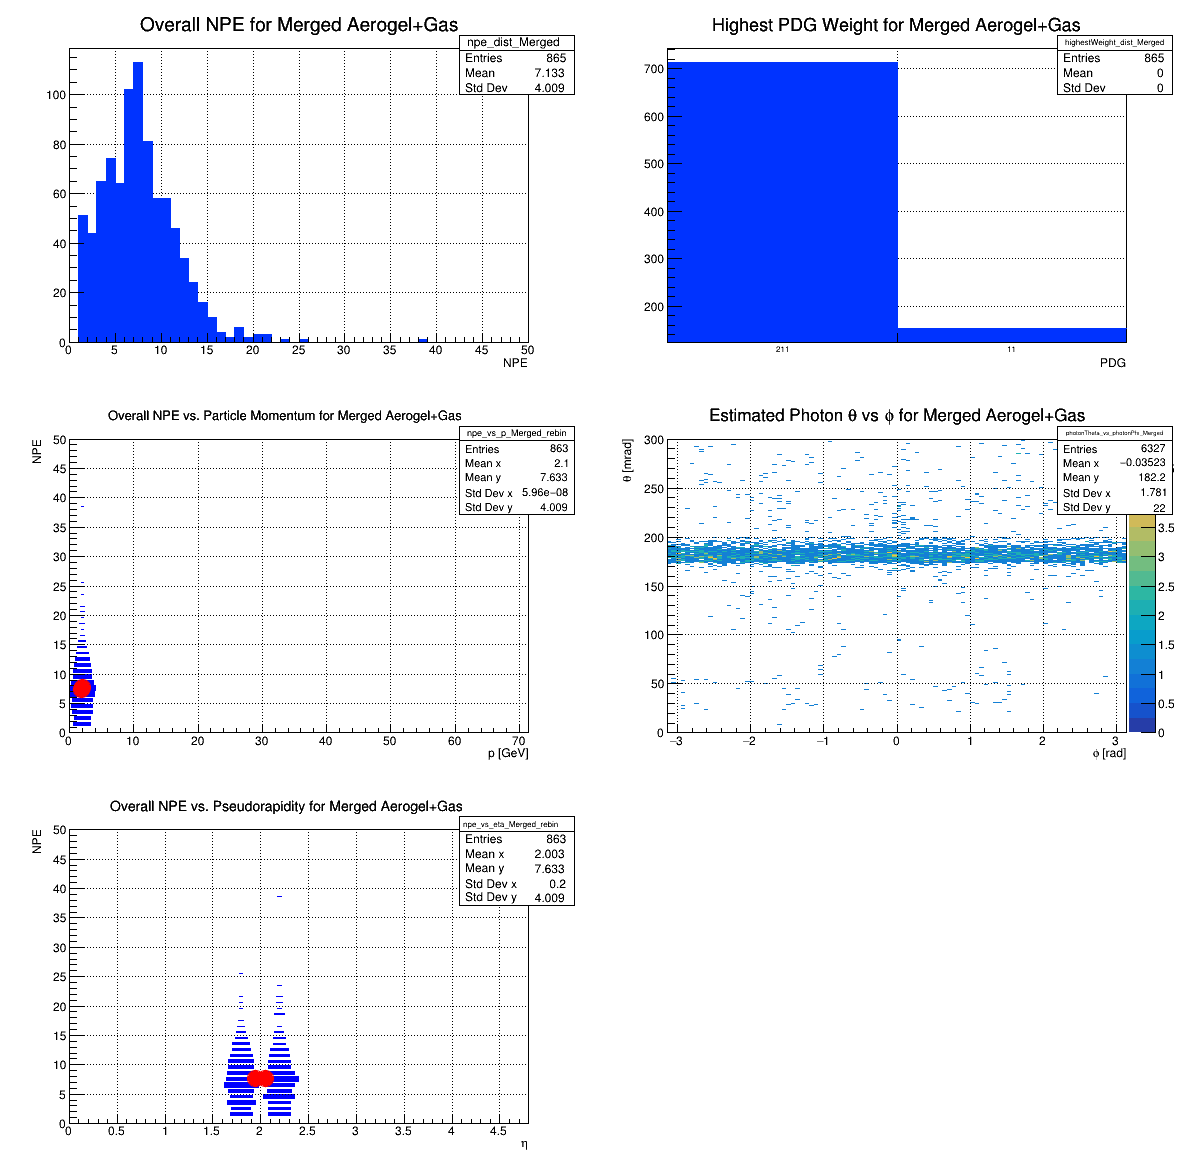 Overall NPE for Merged Aerogel+Gas
npe_dist_Merged
Entries 865
Mean 7.133
Std Dev 4.009
100
80
60
40
20
0
0 5 10 15 20 25 30 35 40 45 50
NPE
Highest PDG Weight for Merged Aerogel+Gas
highestWeight_dist_Merged
Entries 865
Mean 0
Std Dev 0
700
600
500
400
300
200
211 11
PDG
Overall NPE vs. Particle Momentum for Merged Aerogel+Gas
npe_vs_p_Merged_rebin
Entries 863
Mean x 2.1
Mean y 7.633
Std Dev x 5.96e−08
Std Dev y 4.009
NPE
50
45
40
35
30
25
20
15
10
5
0
0 10 20 30 40 50 60 70
p [GeV]
Estimated Photon θ vs ϕ for Merged Aerogel+Gas
photonTheta_vs_photonPhi_Merged
Entries 6327
Mean x −0.03523
Mean y 182.2
Std Dev x 1.781
Std Dev y 22
θ [mrad]
300
250
200
150
100
50
0
−3 −2 −1 0 1 2 3
ϕ [rad]
3.5
3
2.5
2
1.5
1
0.5
0
Overall NPE vs. Pseudorapidity for Merged Aerogel+Gas
npe_vs_eta_Merged_rebin
Entries 863
Mean x 2.003
Mean y 7.633
Std Dev x 0.2
Std Dev y 4.009
NPE
50
45
40
35
30
25
20
15
10
5
0
0 0.5 1 1.5 2 2.5 3 3.5 4 4.5
η